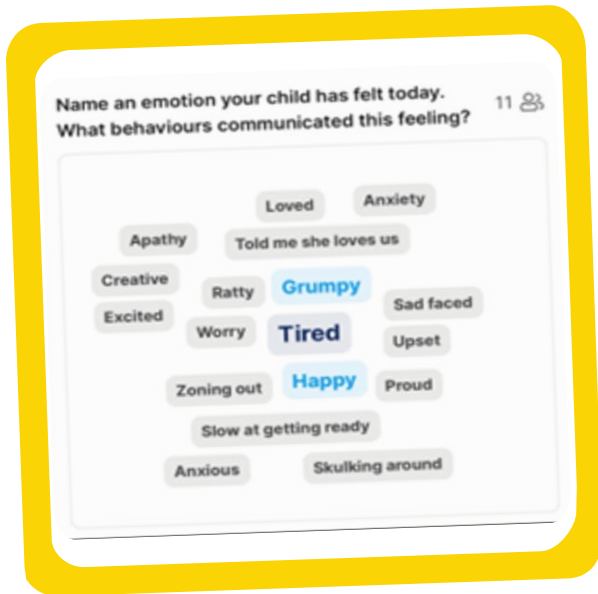 Name an emotion your child has felt today.
What behaviours communicated this feeling?
11
Loved
Anxiety
Apathy
Told me she loves us
Creative
Ratty
Grumpy
Sad faced
Excited
Worry
Tired
Upset
Zoning out
Happy
Proud
Slow at getting ready
Anxious
Skulking around